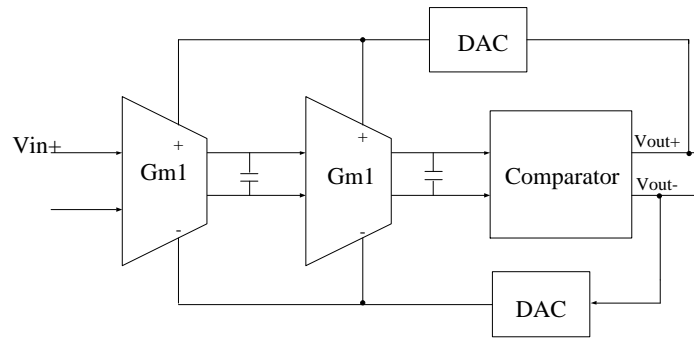 DAC
Vin+
+
Gm1
-
+
Gm1
-
Comparator
Vout+
Vout-
DAC